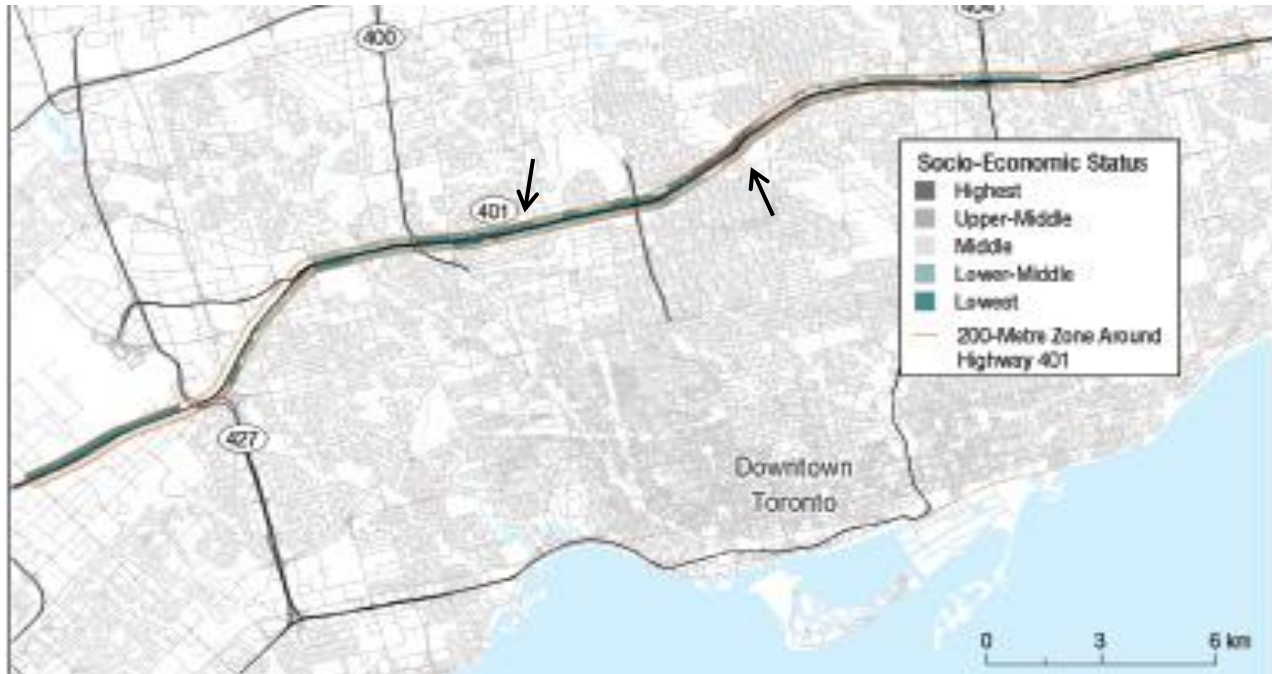 400
404
401
Socio-Economic Status
Highest
Upper-Middle
Middle
Lower-Middle
Lowest
200-Metre Zone Around
Highway 401
427
Downtown
Toronto
0 3 6 km